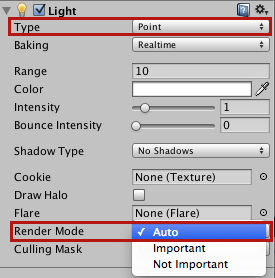 Light
Type Point
Baking Realtime
Range 10
Color
Intensity 1
Bounce Intensity 0
Shadow Type No Shadows
Cookie None (Texture)
Draw Halo
Flare None (Flare)
Render Mode Auto
Culling Mask Important
Not Important